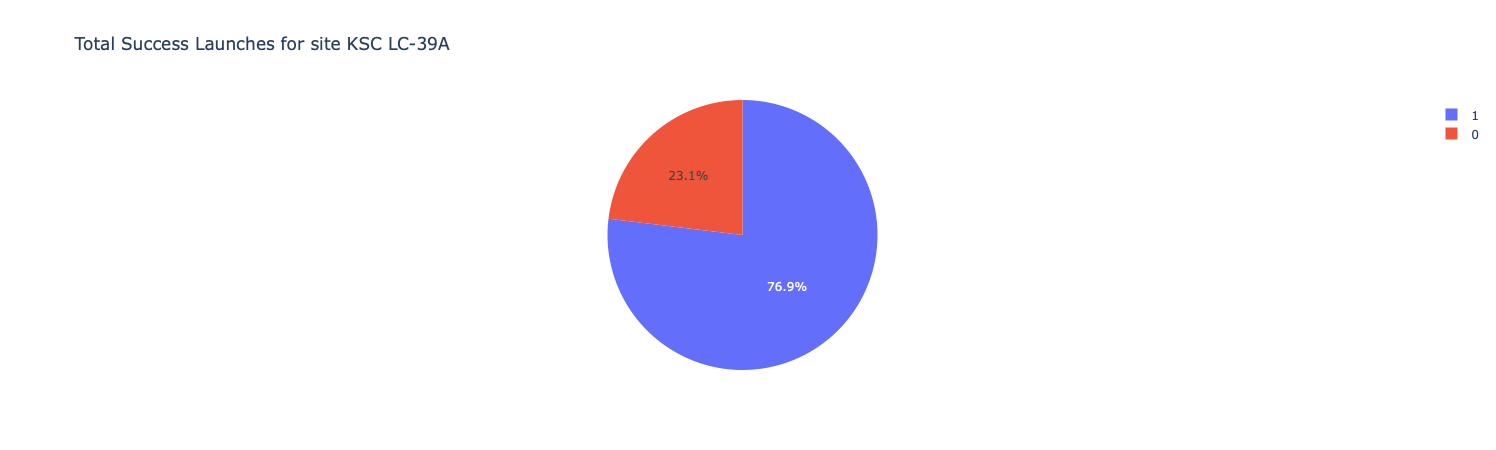 Total Success Launches for site KSC LC-39A
1
0
23.1%
76.9%